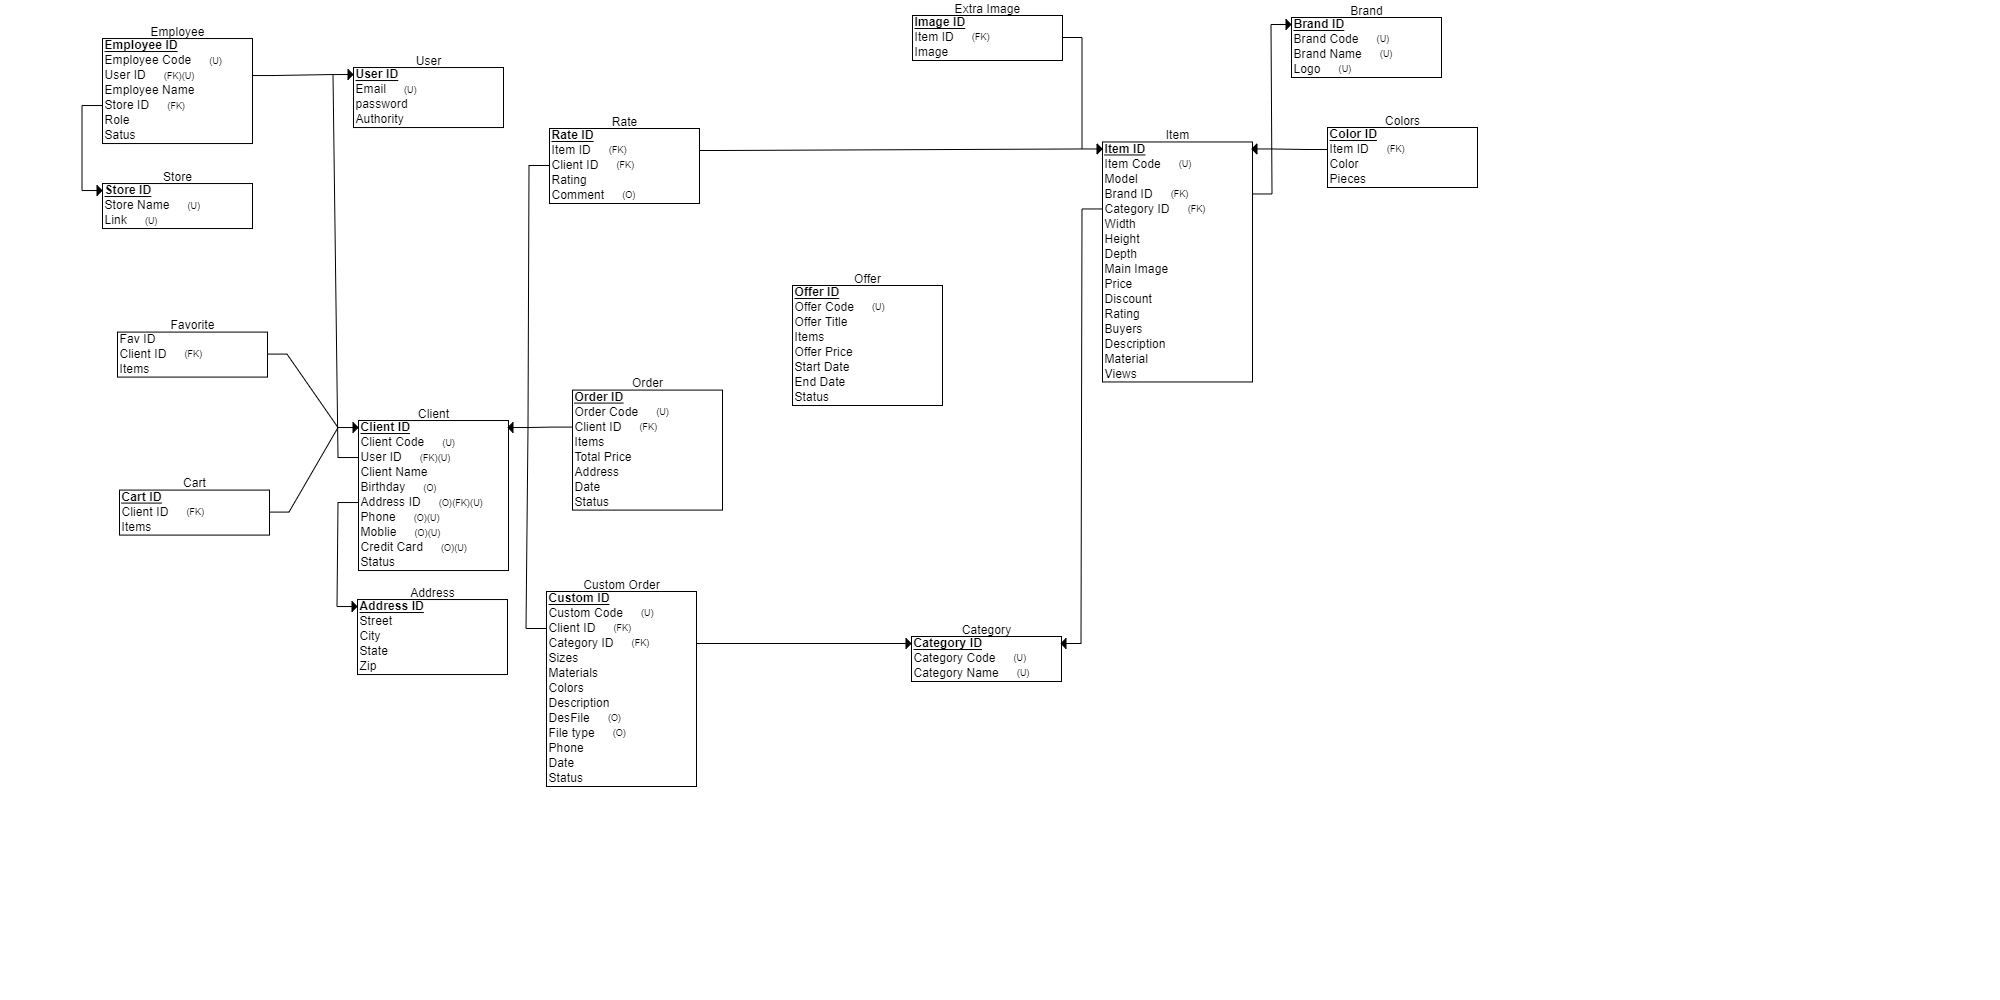 Employee
Employee ID
Employee Code (U)
User ID (FK)(U)
Employee Name
Store ID (FK)
Role
Satus
User
User ID
Email (U)
password
Authority
Store
Store ID
Store Name (U)
Link (U)
Extra Image
Image ID
Item ID (FK)
Image
Brand
Brand ID
Brand Code (U)
Brand Name (U)
Logo (U)
Rate
Rate ID
Item ID (FK)
Client ID (FK)
Rating
Comment (O)
Item
Item ID
Item Code (U)
Model
Brand ID (FK)
Category ID (FK)
Width
Height
Depth
Main Image
Price
Discount
Rating
Buyers
Description
Material
Views
Colors
Color ID
Item ID (FK)
Color
Pieces
Offer
Offer ID
Offer Code (U)
Offer Title
Items
Offer Price
Start Date
End Date
Status
Favorite
Fav ID
Client ID (FK)
Items
Cart
Cart ID
Client ID (FK)
Items
Client
Client ID
Client Code (U)
User ID (FK)(U)
Client Name
Birthday (O)
Address ID (O)(FK)(U)
Phone (O)(U)
Moblie (O)(U)
Credit Card (O)(U)
Status
Order
Order ID
Order Code (U)
Client ID (FK)
Items
Total Price
Address
Date
Status
Address
Address ID
Street
City
State
Zip
Custom Order
Custom ID
Custom Code (U)
Client ID (FK)
Category ID (FK)
Sizes
Materials
Colors
Description
DesFile (O)
File type (O)
Phone
Date
Status
Category
Category ID
Category Code (U)
Category Name (U)